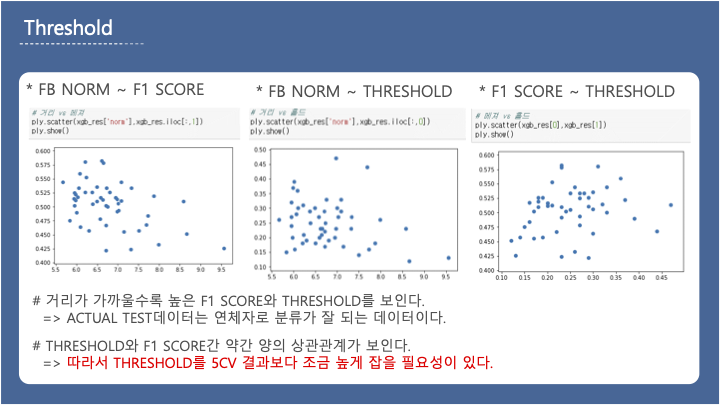 Threshold
* FB NORM ~ F1 SCORE
* FB NORM ~ THRESHOLD
* F1 SCORE ~ THRESHOLD
# 거리 vs 에쁘
ply.scatter(xgb_res['norm'],xgb_res.iloc[:,1])
ply.show()
# 거리 vs 홀드
ply.scatter(xgb_res['norm'],xgb_res.iloc[:,0])
ply.show()
# 에쁘 vs 홀드
ply.scatter(xgb_res[0],xgb_res[1])
ply.show()
0.600
0.575
0.550
0.525
0.500
0.475
0.450
0.425
0.400
5.5 6.0 6.5 7.0 7.5 8.0 8.5 9.0 9.5
0.50
0.45
0.40
0.35
0.30
0.25
0.20
0.15
0.10
5.5 6.0 6.5 7.0 7.5 8.0 8.5 9.0 9.5
0.600
0.575
0.550
0.525
0.500
0.475
0.450
0.425
0.400
0.10 0.15 0.20 0.25 0.30 0.35 0.40 0.45
# 거리가 가까울수록 높은 F1 SCORE와 THRESHOLD를 보인다.
=> ACTUAL TEST데이터는 연체자로 분류가 잘 되는 데이터이다.
# THRESHOLD와 F1 SCORE간 약간 양의 상관관계가 보인다.
=> 따라서 THRESHOLD를 5CV 결과보다 조금 높게 잡을 필요성이 있다.